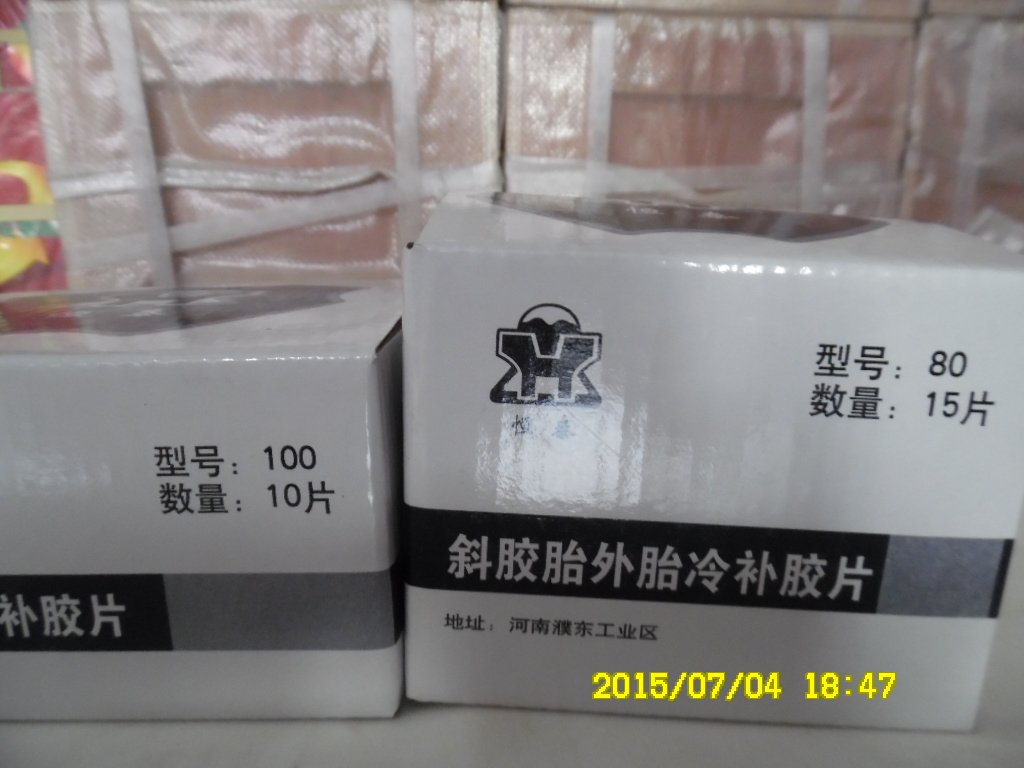 型号：100
数量：10片
补胶片
恒泰
型号：80
数量：15片
斜胶胎外胎冷补胶片
地址：河南濮东工业区
2015/07/04 18:47